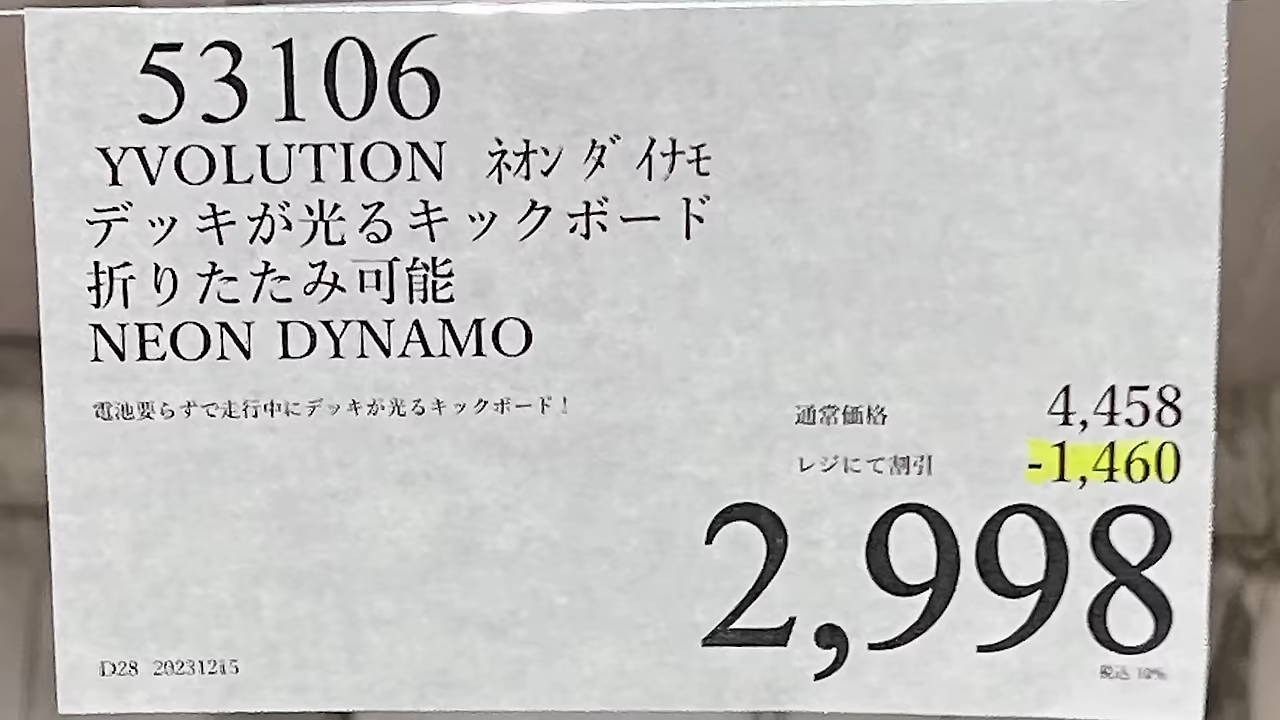 53106
YVOLUTION ネオン ダイナモ
デッキが光るキックボード
折りたたみ可能
NEON DYNAMO
電池要らずで走行中にデッキが光るキックボード!
通常価格 4,458
レジにて割引 -1,460
2,998
税込 10%
D28 20231215